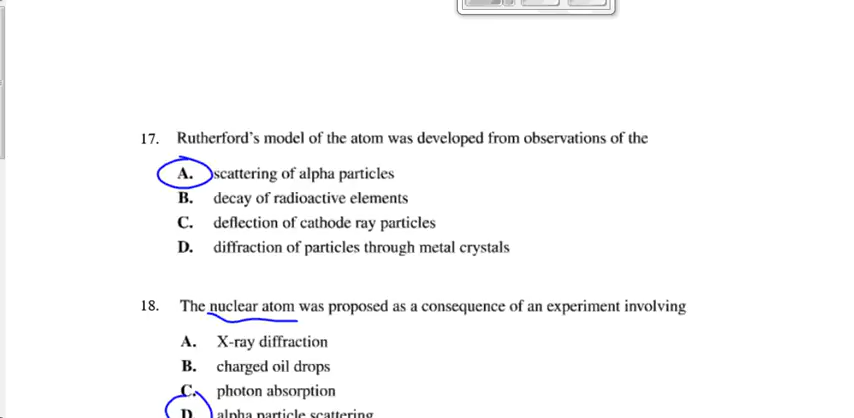 17. Rutherford's model of the atom was developed from observations of the
A. scattering of alpha particles
B. decay of radioactive elements
C. deflection of cathode ray particles
D. diffraction of particles through metal crystals
18. The nuclear atom was proposed as a consequence of an experiment involving
A. X-ray diffraction
B. charged oil drops
C. photon absorption
D. alpha particle scattering